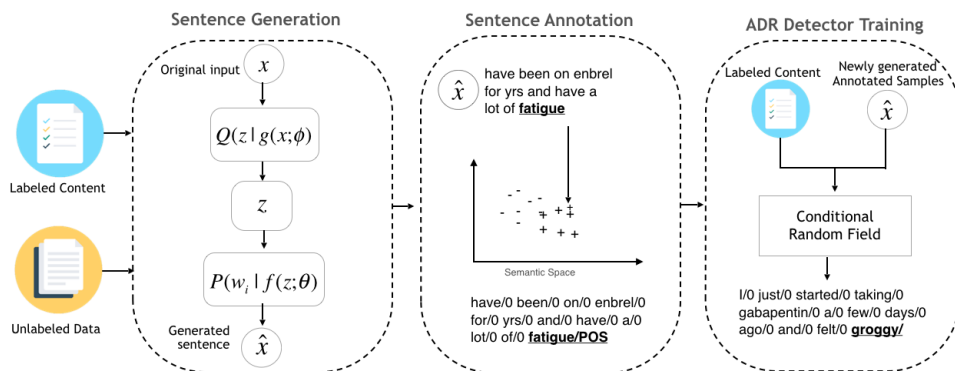 Sentence Generation
Sentence Annotation
ADR Detector Training
Labeled Content
Unlabeled Data
Original input
x
Q(z | g(x;ϕ)
z
P(w_i | f(z;θ)
Generated
sentence
x̂
x̂
have been on enbrel
for yrs and have a
lot of fatigue
Semantic Space
have/0 been/0 on/0 enbrel/0
for/0 yrs/0 and/0 have/0 a/0
lot/0 of/0 fatigue/POS
Labeled Content
Newly generated
Annotated Samples
x̂
Conditional
Random Field
I/0 just/0 started/0 taking/0
gabapentin/0 a/0 few/0 days/0
ago/0 and/0 felt/0 groggy/